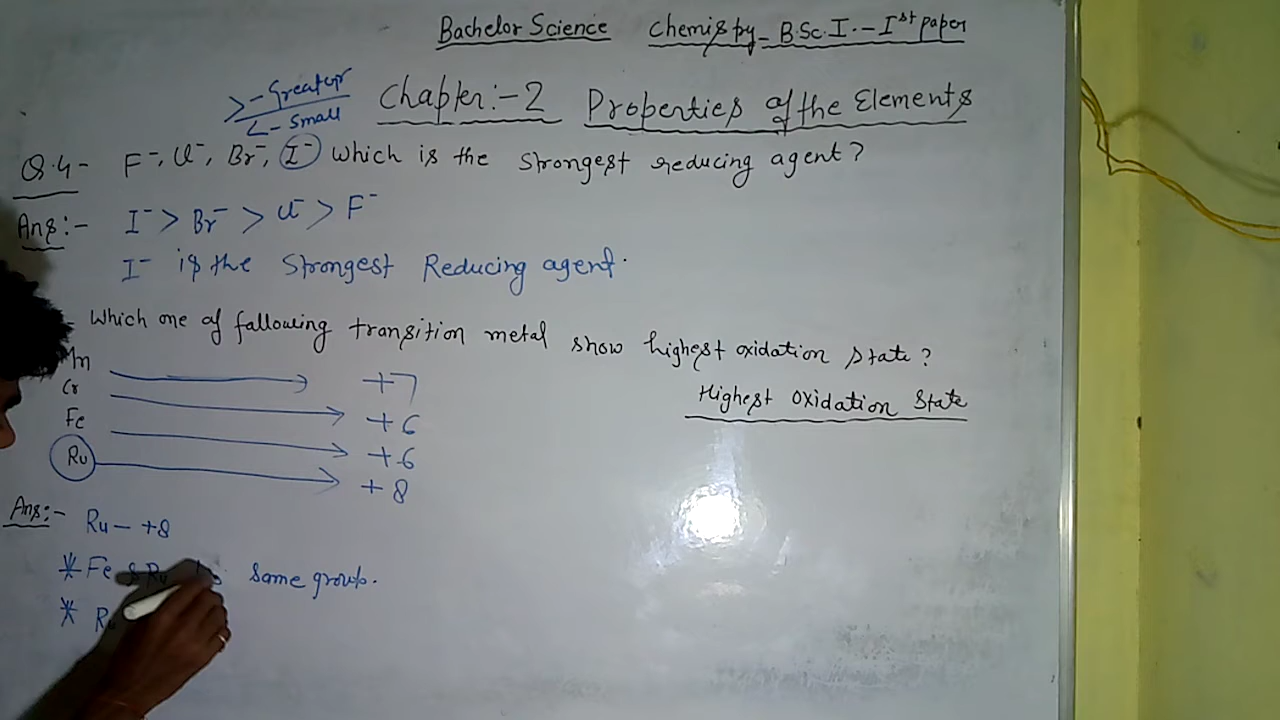 Bachelor Science Chemistry - B.Sc. I. - Ist paper
> - Greater
< - Small
Chapter:- 2 Properties of the Elements
Q.4- F-, Cl-, Br-, I- which is the strongest reducing agent?
Ans:- I- > Br- > Cl- > F-
I- is the Strongest Reducing agent.
- Which one of fallowing transition metal show highest oxidation state?
Highest Oxidation State
Mn +7
Cr +6
Fe +6
Ru +8
Ans:- Ru - +8
* Fe & Ru same group.
*